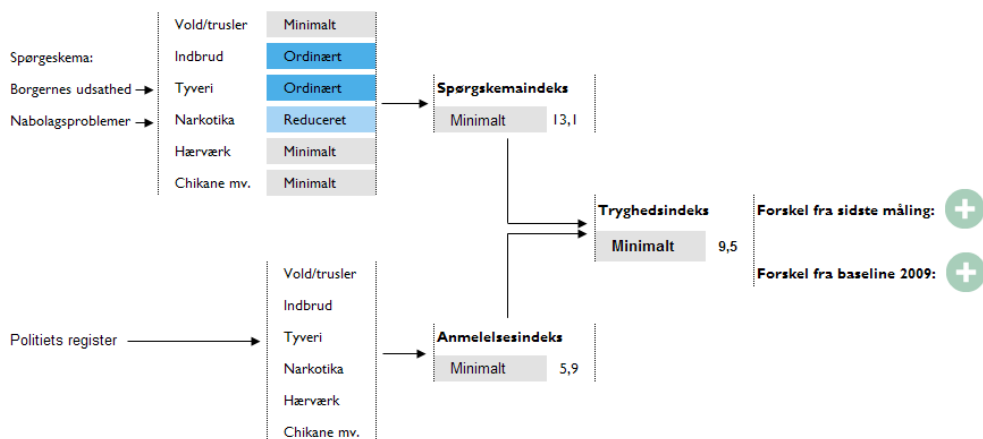 Spørgeskema:
Borgernes udsathed
Nabolagsproblemer
Vold/trusler Minimalt
Indbrud Ordinært
Tyveri Ordinært
Narkotika Reduceret
Hærværk Minimalt
Chikane mv. Minimalt
Spørgskemaindeks
Minimalt 13,1
Tryghedsindeks
Minimalt 9,5
Forskel fra sidste måling:
Forskel fra baseline 2009:
Politiets register
Vold/trusler
Indbrud
Tyveri
Narkotika
Hærværk
Chikane mv.
Anmelelsesindeks
Minimalt 5,9